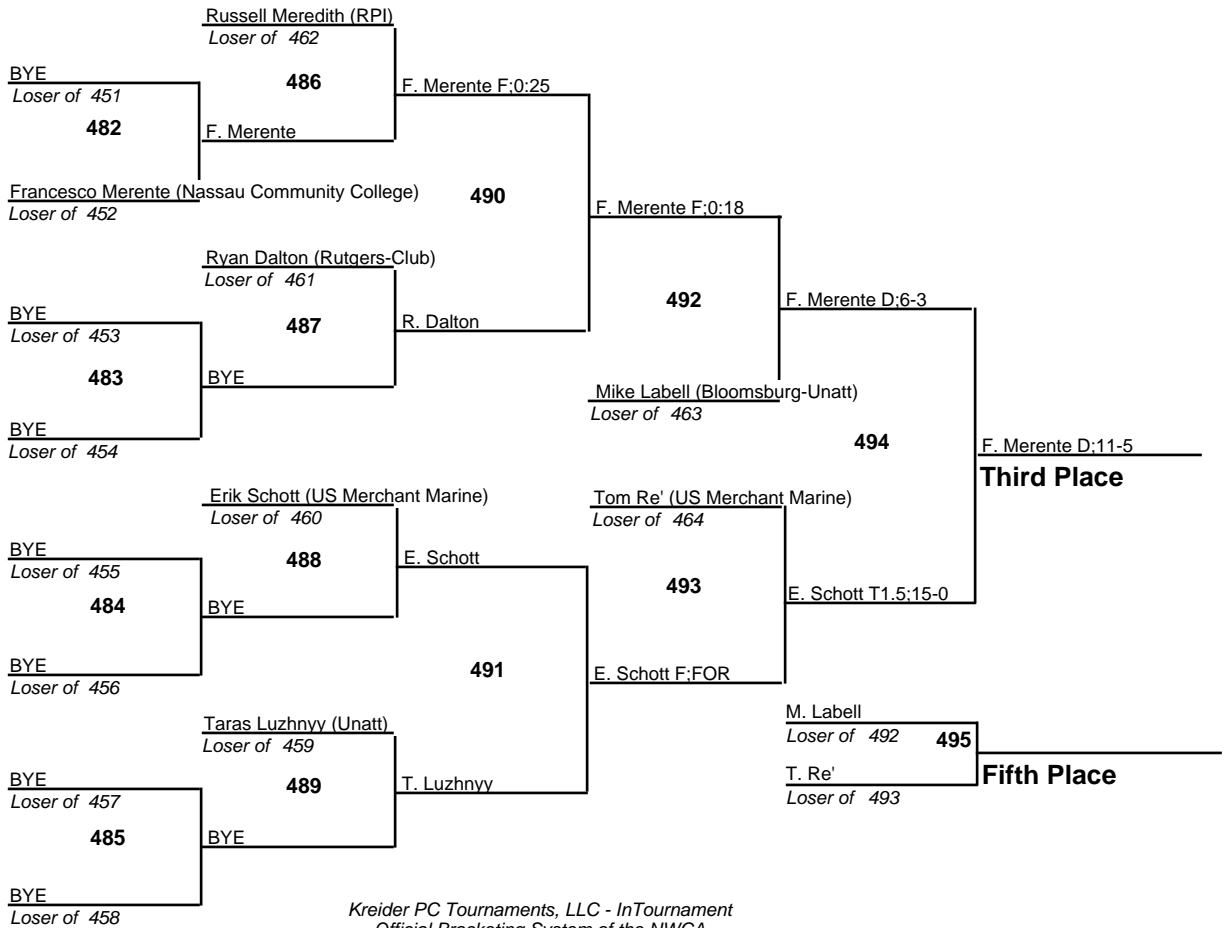 Russell Meredith (RPI)
Loser of 462
BYE
Loser of 451
486
F. Merente F;0:25
482
F. Merente
Francesco Merente (Nassau Community College)
Loser of 452
490
F. Merente F;0:18
Ryan Dalton (Rutgers-Club)
Loser of 461
BYE
Loser of 453
487
R. Dalton
492
F. Merente D;6-3
483
BYE
Mike Labell (Bloomsburg-Unatt)
Loser of 463
BYE
Loser of 454
494
F. Merente D;11-5
Third Place
Erik Schott (US Merchant Marine)
Loser of 460
Tom Re' (US Merchant Marine)
Loser of 464
BYE
Loser of 455
488
E. Schott
493
E. Schott T1.5;15-0
484
BYE
BYE
Loser of 456
491
E. Schott F;FOR
Taras Luzhnyy (Unatt)
Loser of 459
M. Labell
Loser of 492
495
BYE
Loser of 457
489
T. Luzhnyy
T. Re'
Loser of 493
Fifth Place
485
BYE
BYE
Loser of 458
Kreider PC Tournaments, LLC - InTournament
Official Bracketing System of the NWCA